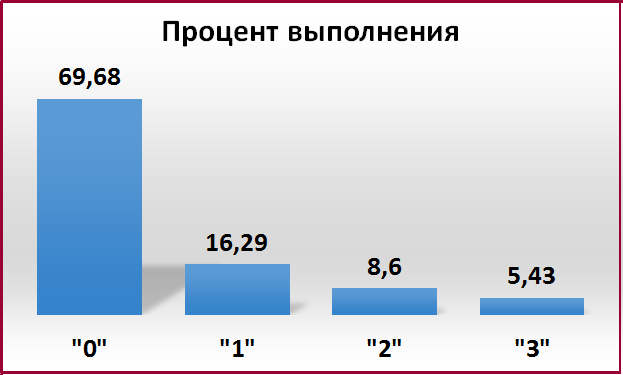 Процент выполнения
69,68
16,29
8,6
5,43
"0" "1" "2" "3"